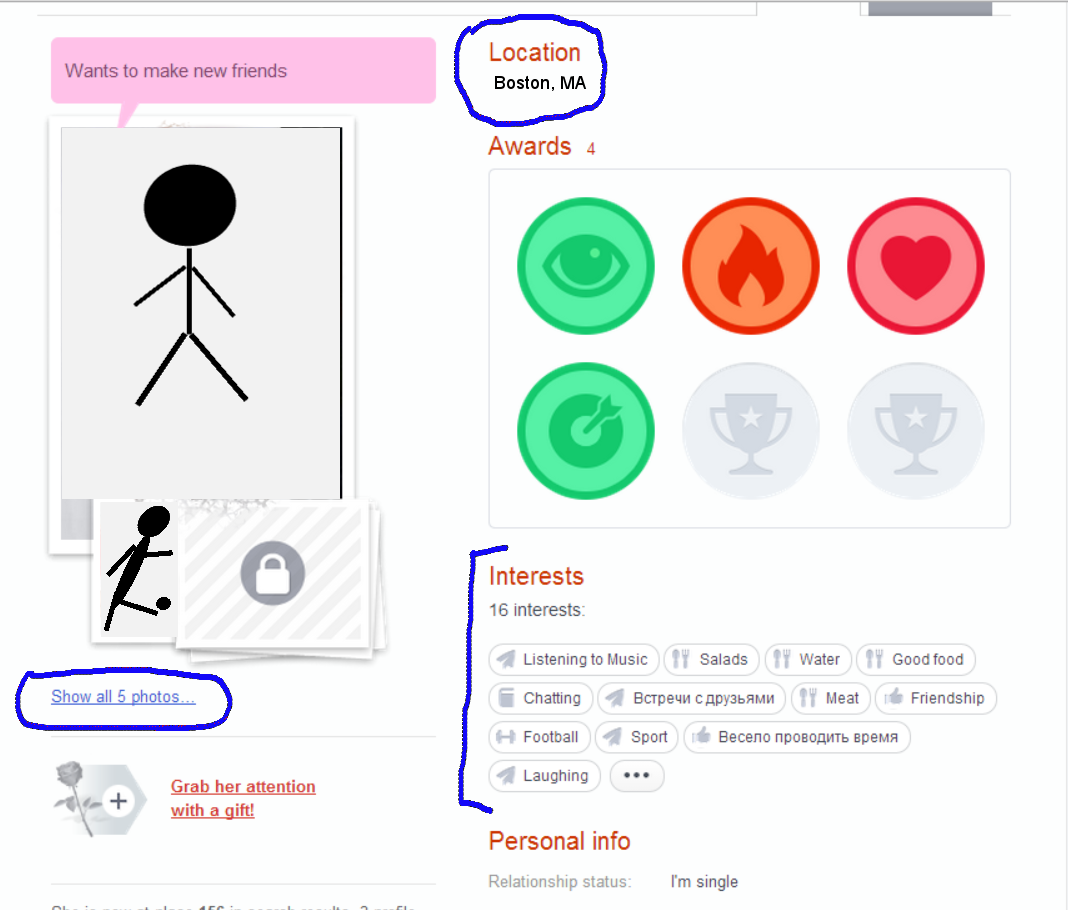 Wants to make new friends
Show all 5 photos...
Grab her attention
with a gift!
Location
Boston, MA
Awards 4
Interests
16 interests:
Listening to Music Salads Water Good food
Chatting Встречи с друзьями Meat Friendship
Football Sport Весело проводить время
Laughing
Personal info
Relationship status: I'm single